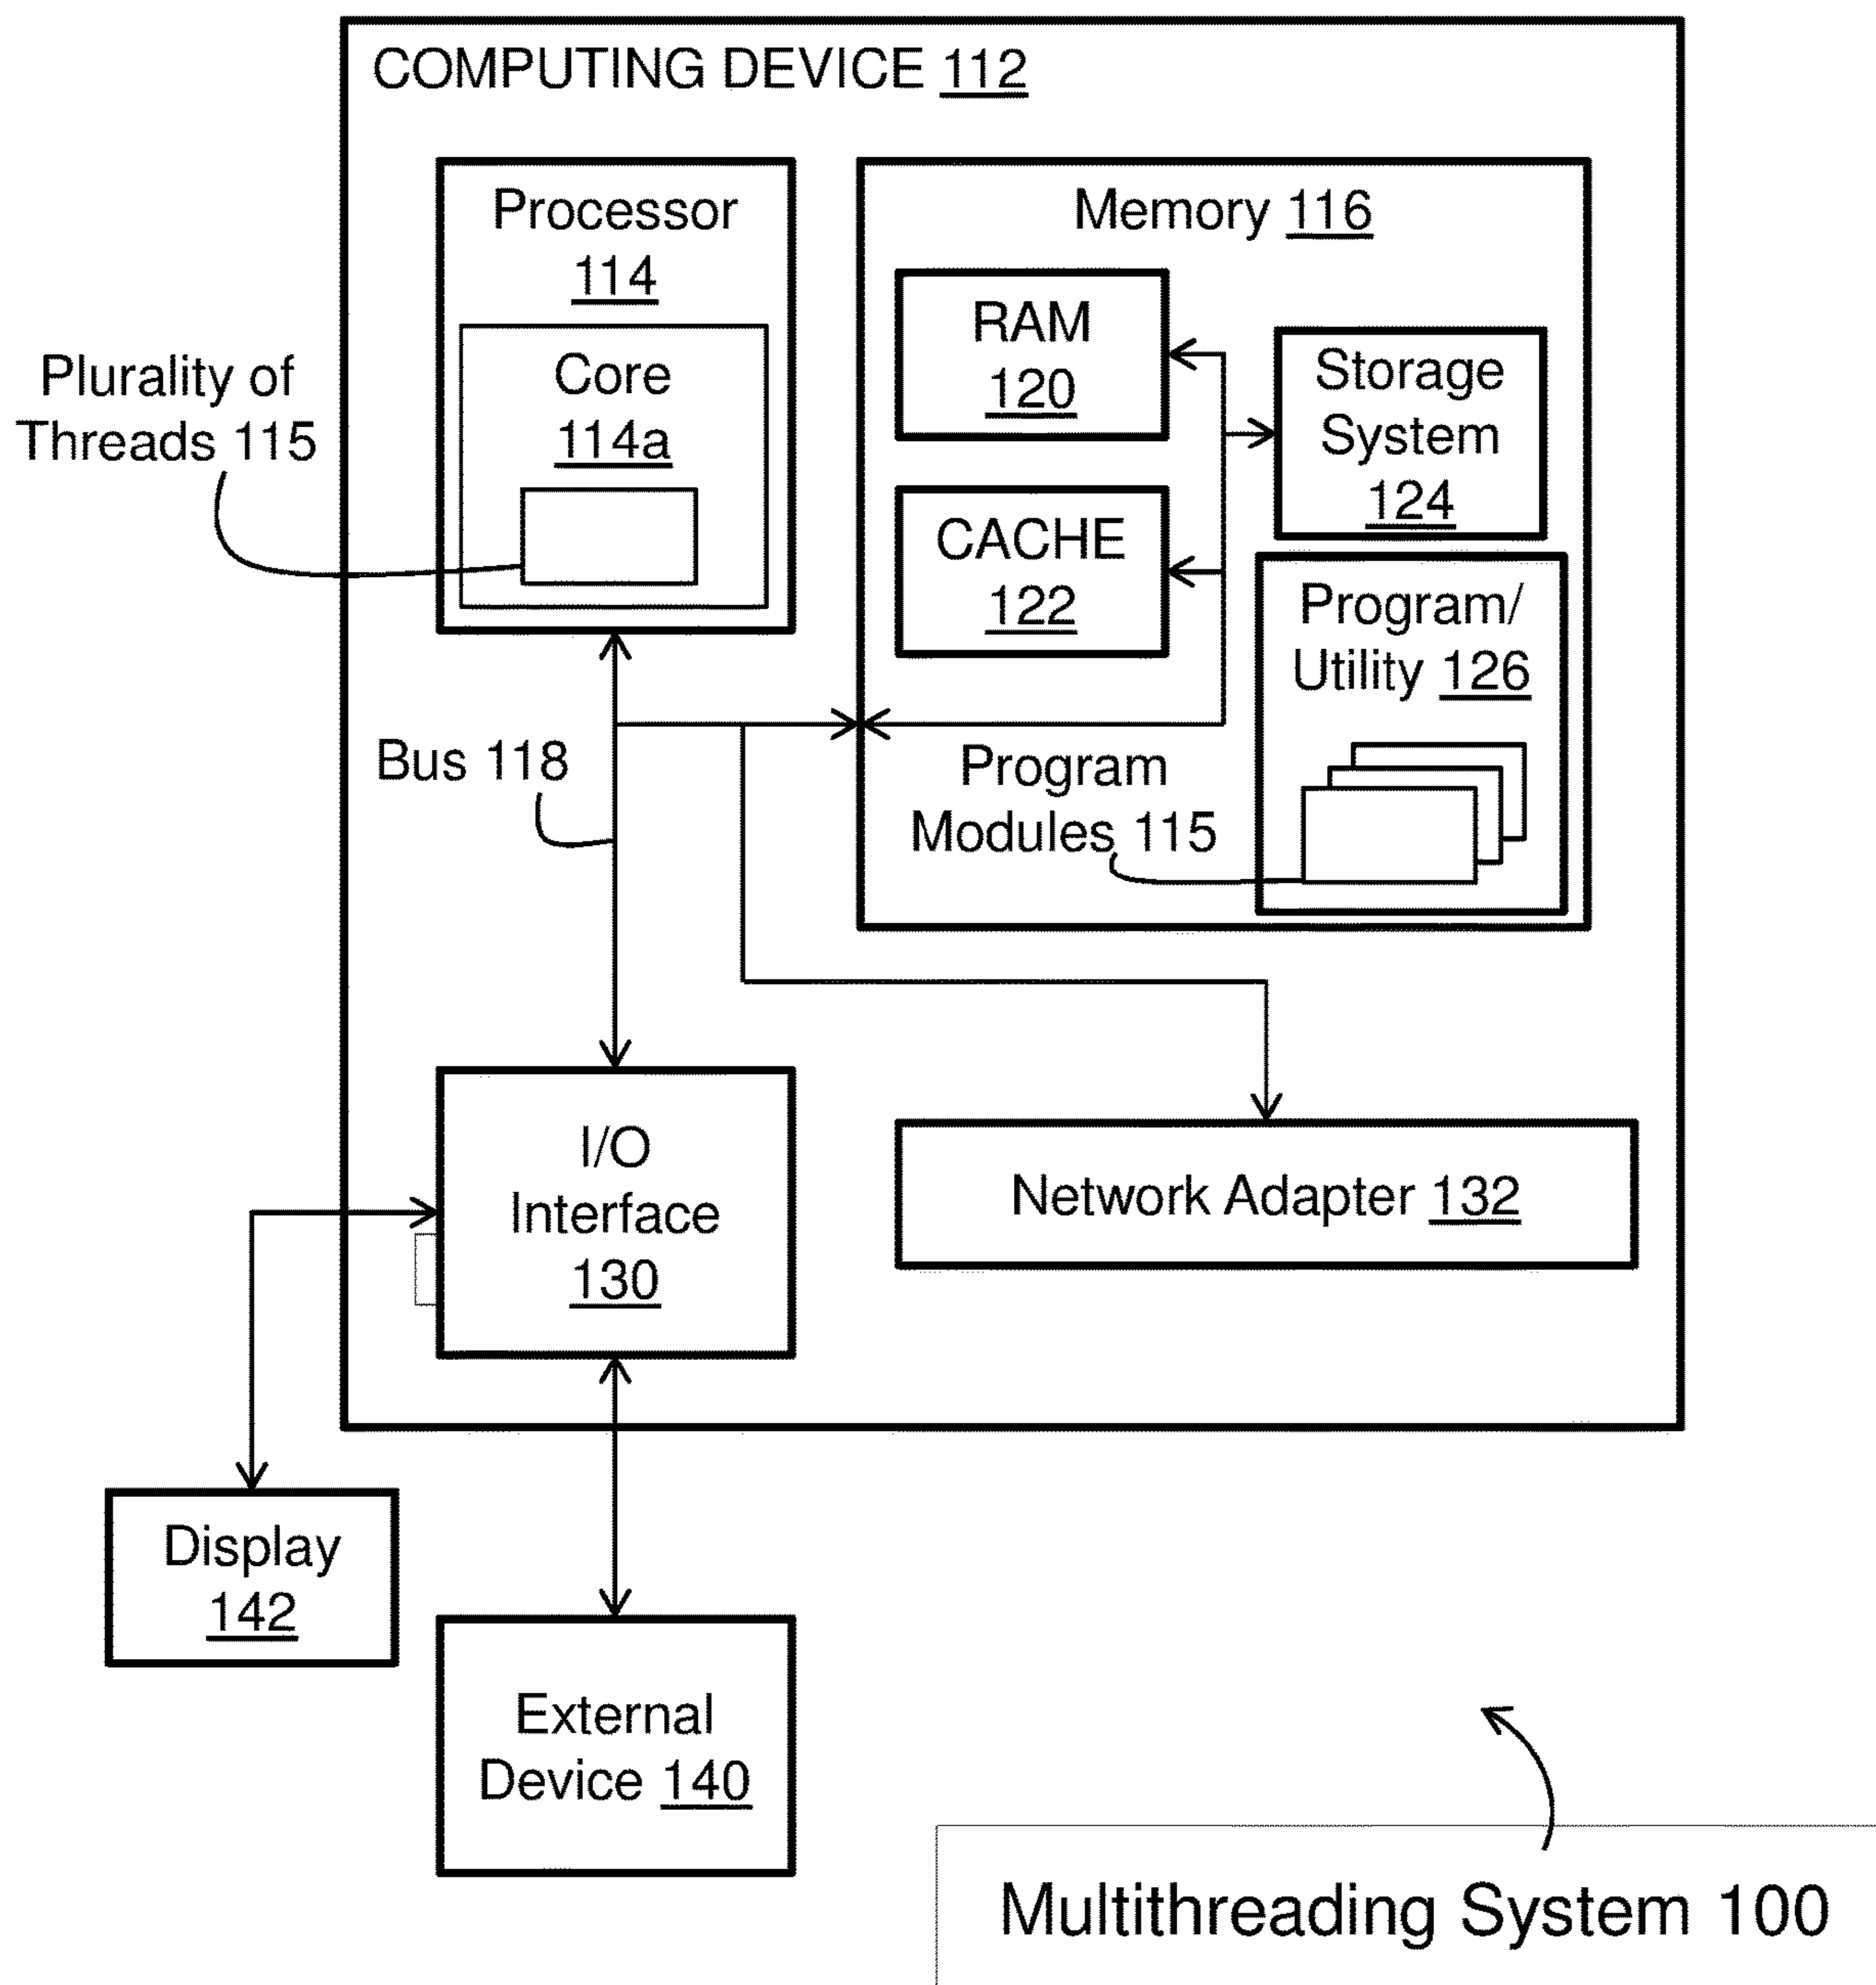 COMPUTING DEVICE 112
Processor
114
Core
114a
Plurality of
Threads 115
Memory 116
RAM
120
CACHE
122
Storage
System
124
Program/
Utility 126
Program
Modules 115
Bus 118
I/O
Interface
130
Network Adapter 132
Display
142
External
Device 140
Multithreading System 100